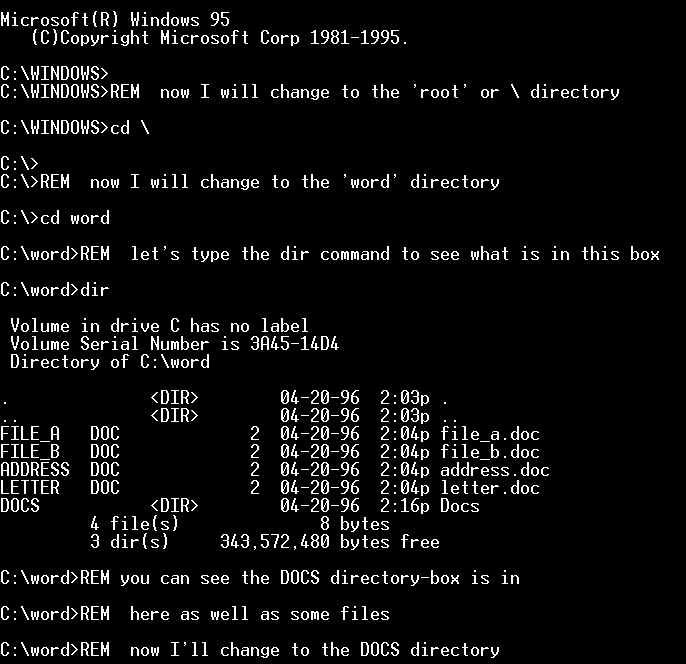 Microsoft(R) Windows 95
   (C)Copyright Microsoft Corp 1981-1995.

C:\WINDOWS>
C:\WINDOWS>REM  now I will change to the 'root' or \ directory

C:\WINDOWS>cd \

C:\>
C:\>REM  now I will change to the 'word' directory

C:\>cd word

C:\word>REM  let's type the dir command to see what is in this box

C:\word>dir

 Volume in drive C has no label
 Volume Serial Number is 3A45-14D4
 Directory of C:\word

.              <DIR>        04-20-96  2:03p .
..             <DIR>        04-20-96  2:03p ..
FILE_A   DOC             2  04-20-96  2:04p file_a.doc
FILE_B   DOC             2  04-20-96  2:04p file_b.doc
ADDRESS  DOC             2  04-20-96  2:04p address.doc
LETTER   DOC             2  04-20-96  2:04p letter.doc
DOCS           <DIR>        04-20-96  2:16p Docs
         4 file(s)              8 bytes
         3 dir(s)     343,572,480 bytes free

C:\word>REM you can see the DOCS directory-box is in

C:\word>REM  here as well as some files

C:\word>REM  now I'll change to the DOCS directory